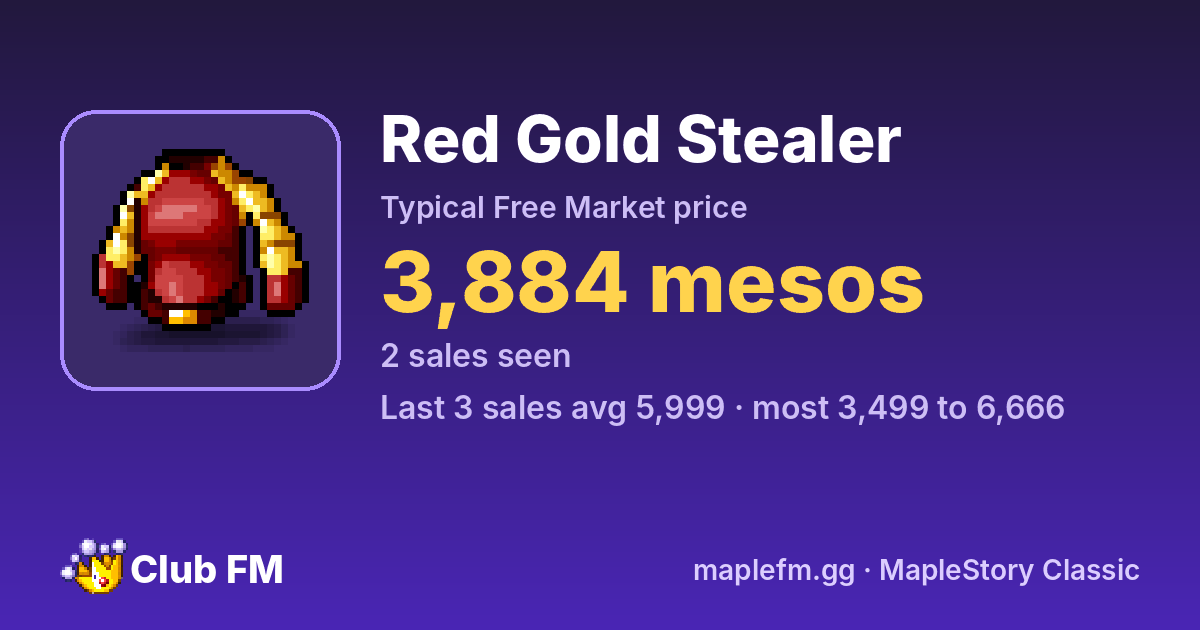 Red Gold Stealer
Typical Free Market price
3,884 mesos
2 sales seen
Last 3 sales avg 5,999 · most 3,499 to 6,666
Club FM
maplefm.gg · MapleStory Classic